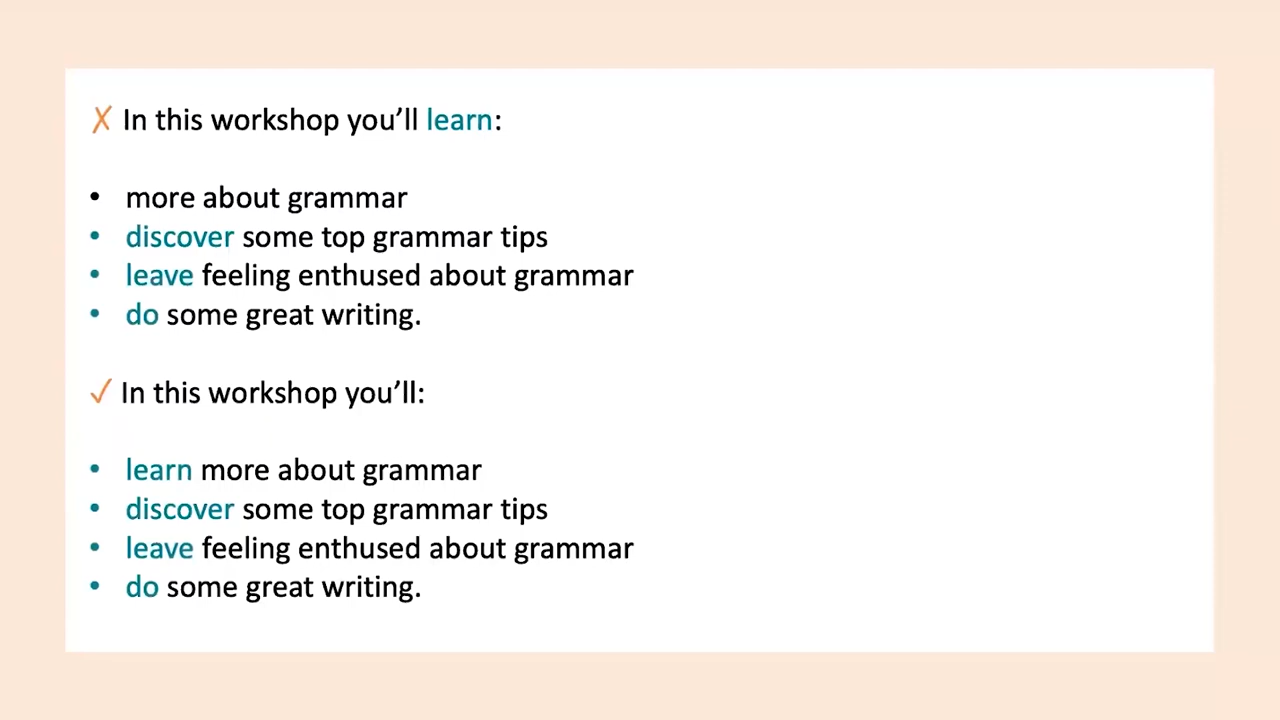 ✗ In this workshop you’ll learn:
• more about grammar
• discover some top grammar tips
• leave feeling enthused about grammar
• do some great writing.
✓ In this workshop you’ll:
• learn more about grammar
• discover some top grammar tips
• leave feeling enthused about grammar
• do some great writing.